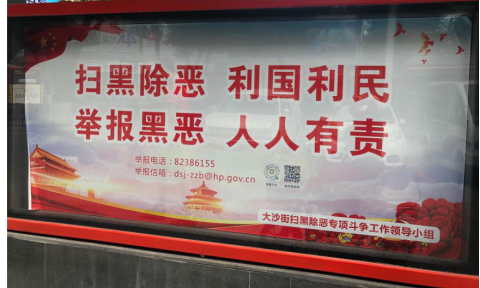 扫黑除恶 利国利民
举报黑恶 人人有责
举报电话：82386155
举报信箱：dsj-zzb@hp.gov.cn
大沙街扫黑除恶专项斗争工作领导小组